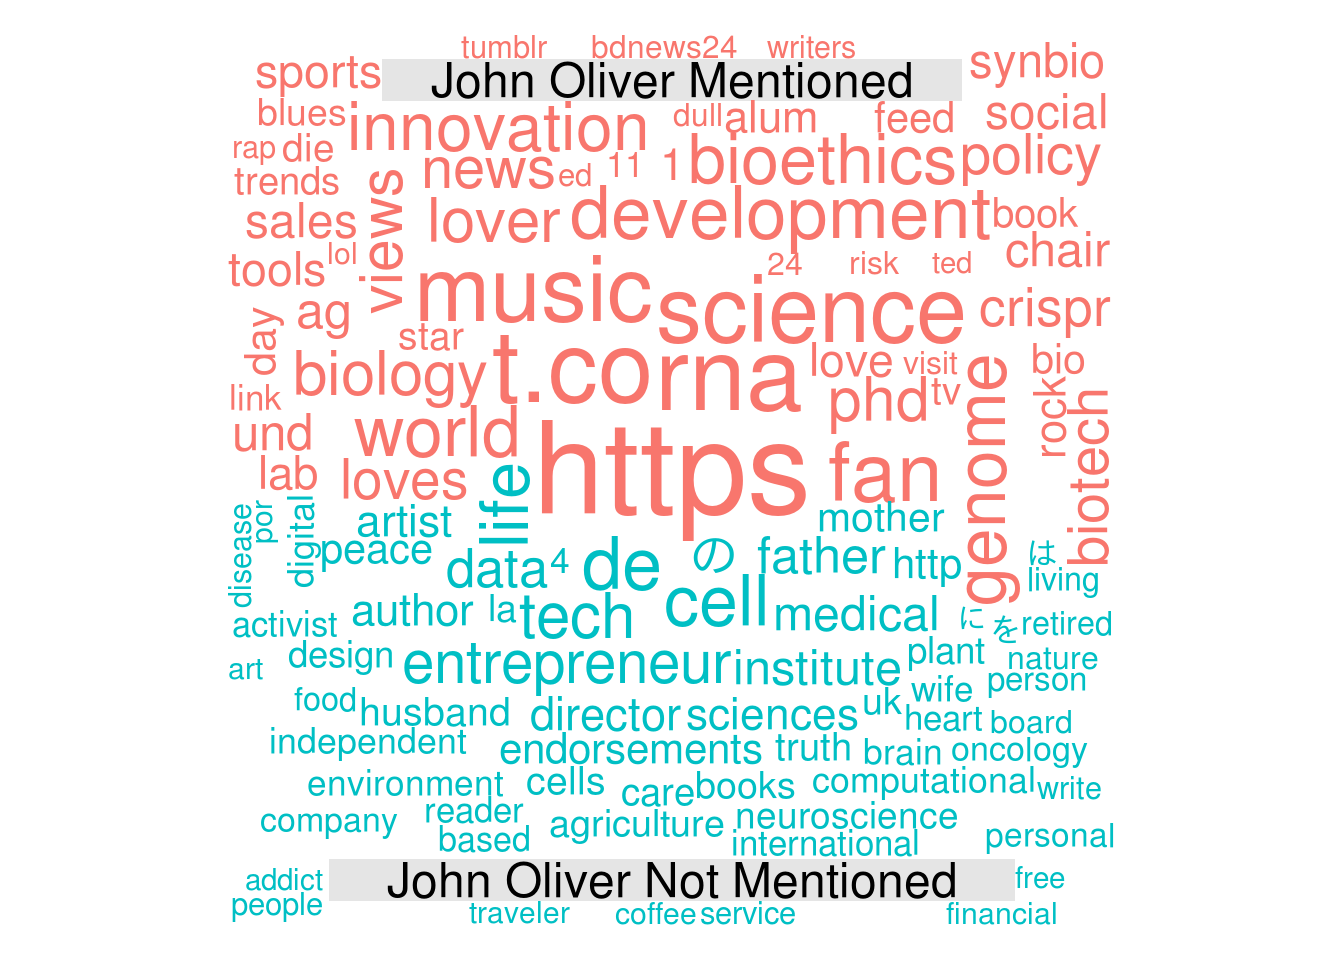 tumblr bdnews24 writers
sports John Oliver Mentioned synbio
blues innovation dull alum feed social
rap die news ed 11 1 bioethics policy
trends views
sales lover development book
tools lol music 24 risk ted chair
day ag science crispr
star
biology t.co rna love visit bio
link phd tv genome rock biotech
und world
lab loves life https fan
disease por digital artist mother
peace data 4 de の father http は
living
activist author la tech cell medical に を retired
art design entrepreneur institute plant nature
food wife person
husband director sciences uk heart board
independent endorsements truth brain oncology
environment cells care books computational write
company reader agriculture neuroscience
based international personal
addict John Oliver Not Mentioned free
people traveler coffee service financial